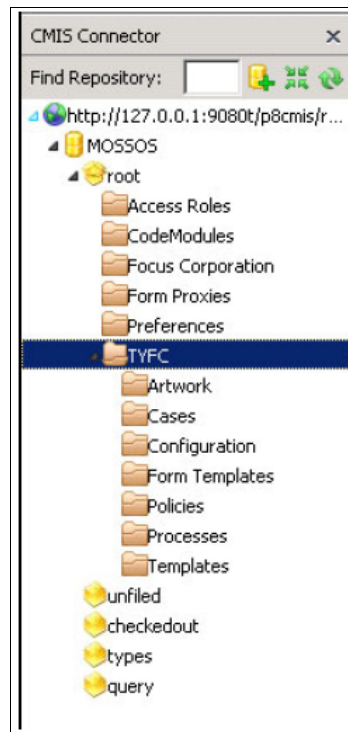 CMIS Connector
Find Repository:
http://127.0.0.1:9080t/p8cmis/r...
MOSSOS
root
Access Roles
CodeModules
Focus Corporation
Form Proxies
Preferences
TYFC
Artwork
Cases
Configuration
Form Templates
Policies
Processes
Templates
unfiled
checkedout
types
query